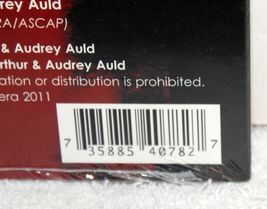 rey Auld
RA/ASCAP)
& Audrey Auld
rthur & Audrey Auld
ation or distribution is prohibited.
era 2011
7 35885 40782 7